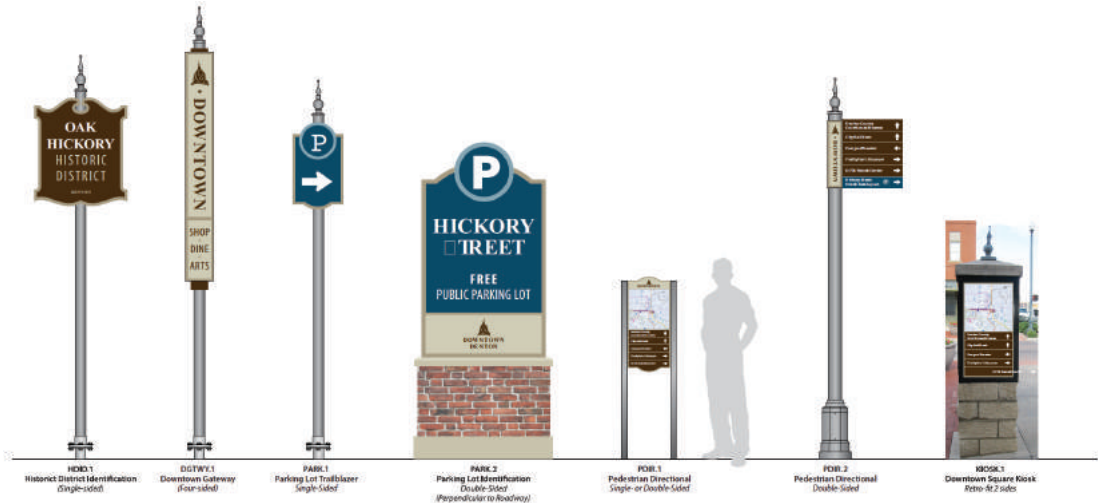 OAK
HICKORY
HISTORIC
DISTRICT
DOWNTOWN
SHOP
DINE
ARTS
P
P
HICKORY
□TREET
FREE
PUBLIC PARKING LOT
DOWNTOWN
DENTON
DOWNTOWN
HDID.1
Historic District Identification
(Single-sided)
DGTWY.1
Downtown Gateway
(Four-sided)
PARK.1
Parking Lot Trailblazer
Single-Sided
PARK.2
Parking Lot Identification
Double-Sided
(Perpendicular to Roadway)
PDIR.1
Pedestrian Directional
Single- or Double-Sided
PDIR.2
Pedestrian Directional
Double-Sided
KIOSK.1
Downtown Square Kiosk
Retro-fit 2 sides